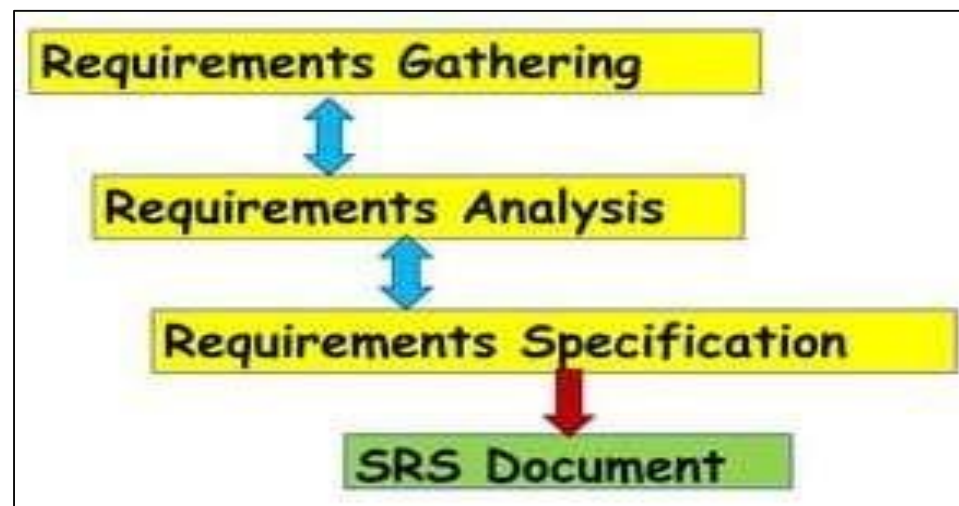 Requirements Gathering
Requirements Analysis
Requirements Specification
SRS Document